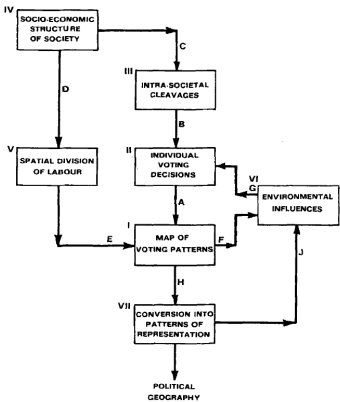 IV
SOCIO-ECONOMIC
STRUCTURE
OF SOCIETY
C
D
III
INTRA-SOCIETAL
CLEAVAGES
B
V
SPATIAL DIVISION
OF LABOUR
II
INDIVIDUAL
VOTING
DECISIONS
VI
G
ENVIRONMENTAL
INFLUENCES
A
I
MAP OF
VOTING PATTERNS
E
F
J
H
VII
CONVERSION INTO
PATTERNS OF
REPRESENTATION
POLITICAL
GEOGRAPHY